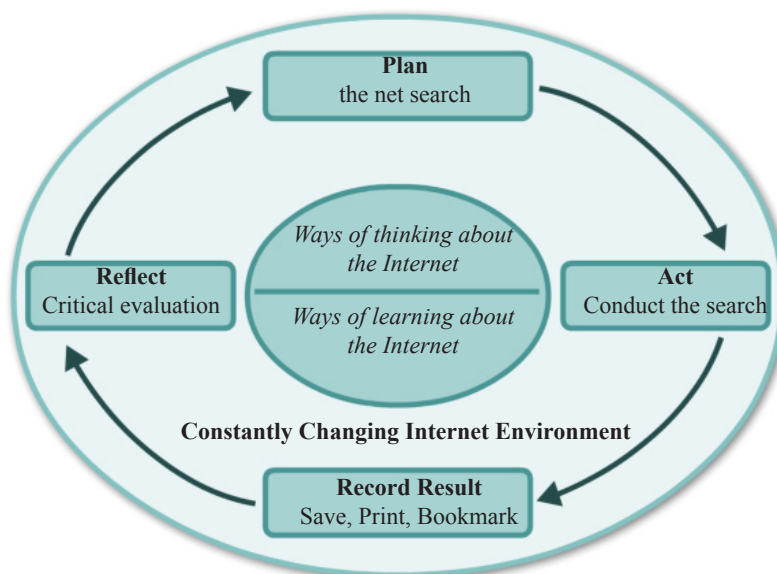 Plan
the net search
Ways of thinking about
the Internet
Reflect
Critical evaluation
Act
Conduct the search
Ways of learning about
the Internet
Constantly Changing Internet Environment
Record Result
Save, Print, Bookmark